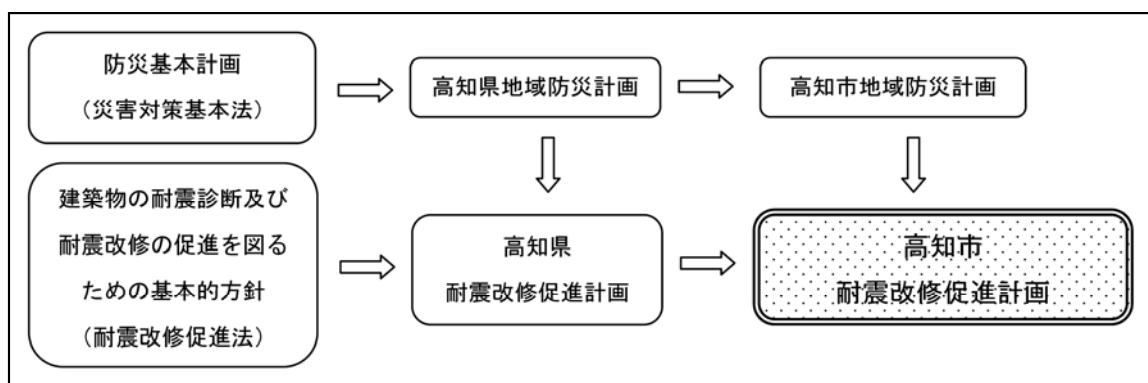 防災基本計画
（災害対策基本法）
高知県地域防災計画
高知市地域防災計画
建築物の耐震診断及び
耐震改修の促進を図る
ための基本的方針
（耐震改修促進法）
高知県
耐震改修促進計画
高知市
耐震改修促進計画